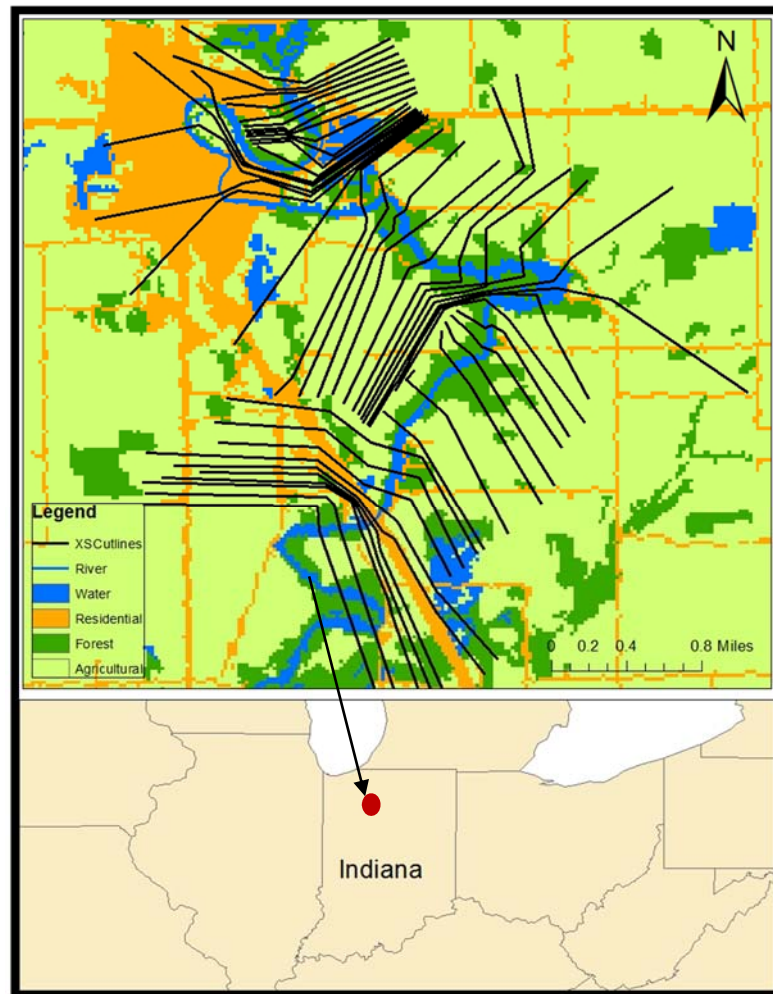 N
Legend
XSCutlines
River
Water
Residential
Forest
Agricultural
0 0.2 0.4 0.8 Miles
Indiana